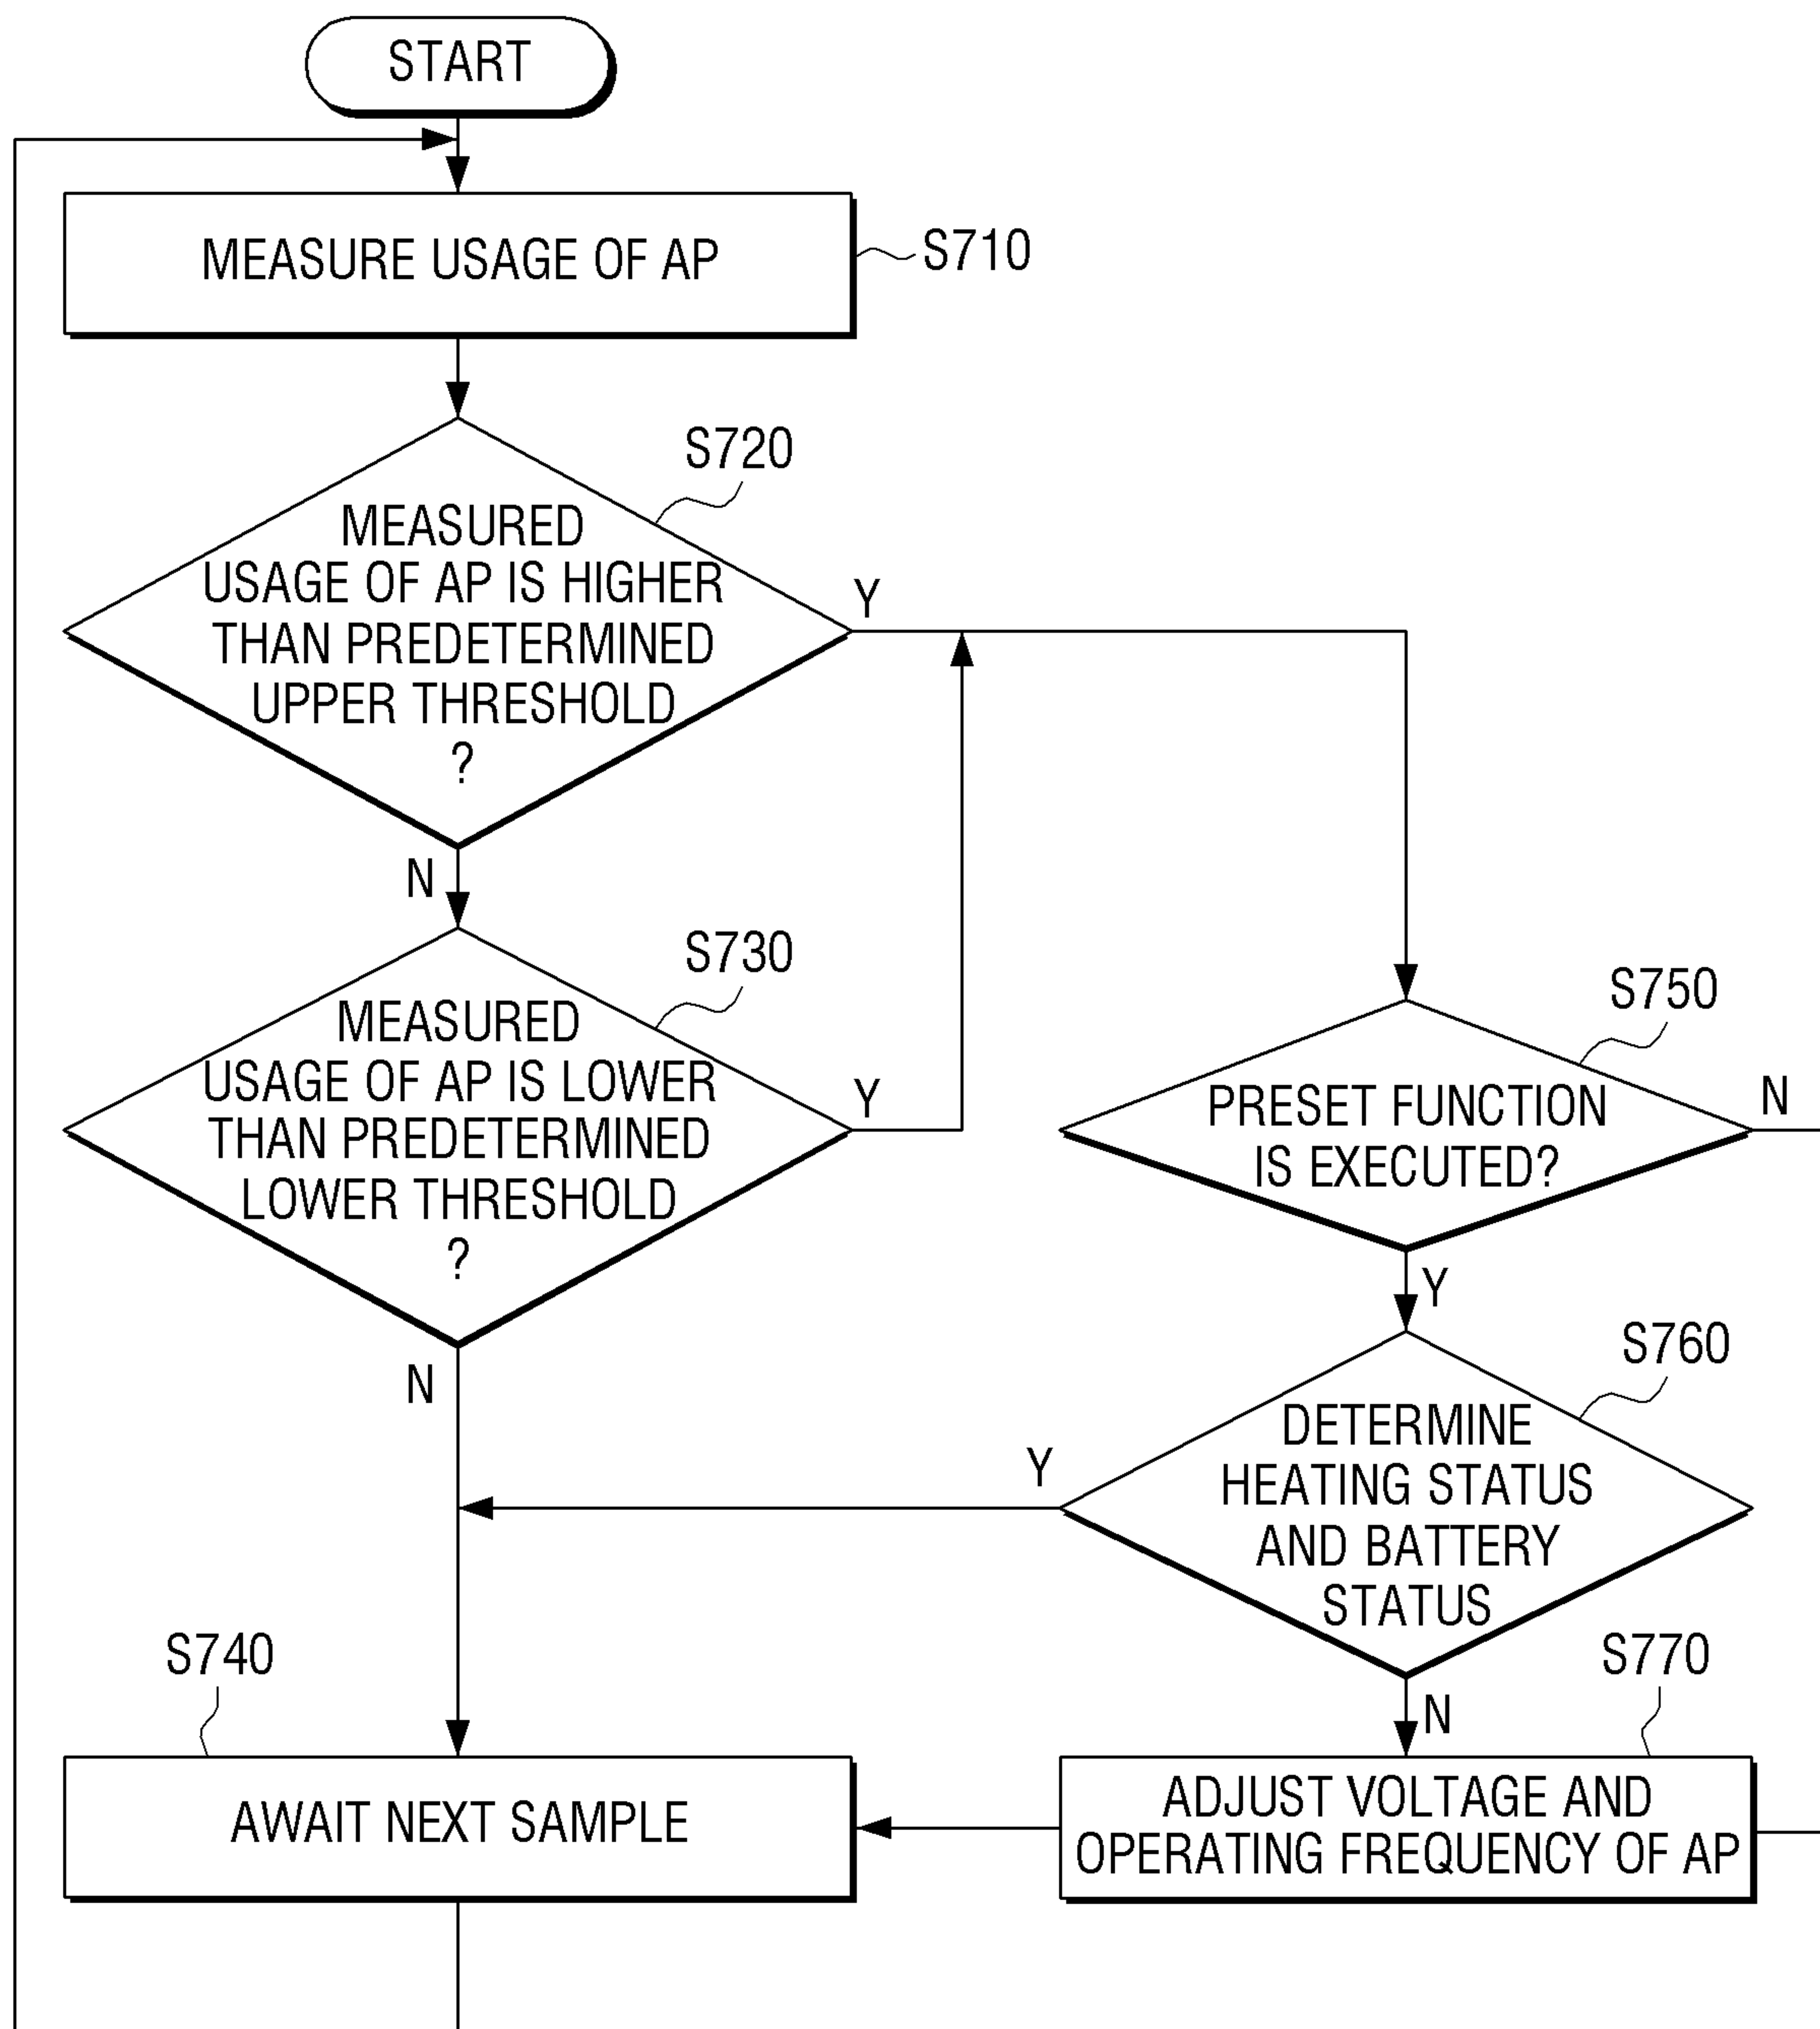 START
MEASURE USAGE OF AP
S710
S720
MEASURED
USAGE OF AP IS HIGHER
THAN PREDETERMINED
UPPER THRESHOLD
?
Y
N
S730
MEASURED
USAGE OF AP IS LOWER
THAN PREDETERMINED
LOWER THRESHOLD
?
Y
N
S750
PRESET FUNCTION
IS EXECUTED?
N
Y
S760
DETERMINE
HEATING STATUS
AND BATTERY
STATUS
Y
N
S740
AWAIT NEXT SAMPLE
S770
ADJUST VOLTAGE AND
OPERATING FREQUENCY OF AP